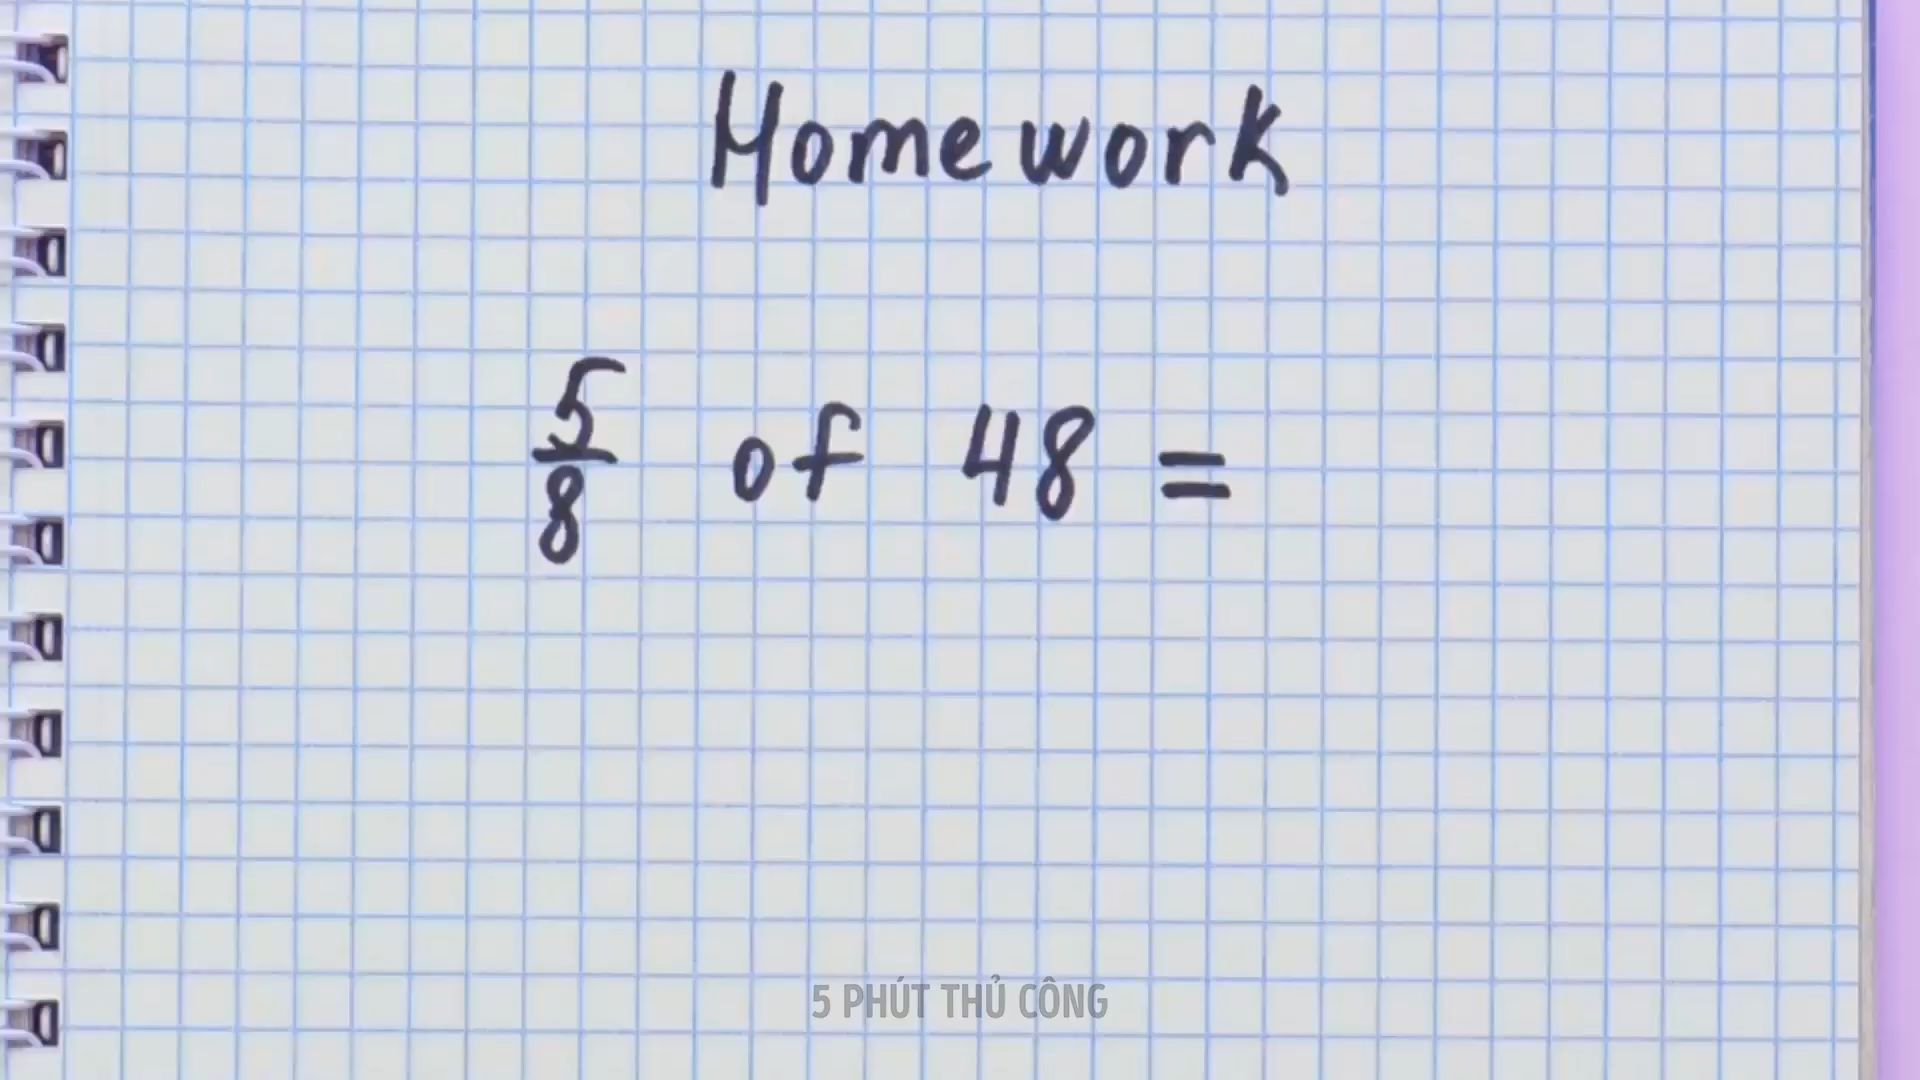 Homework
5/8 of 48 =
5 PHÚT THỦ CÔNG